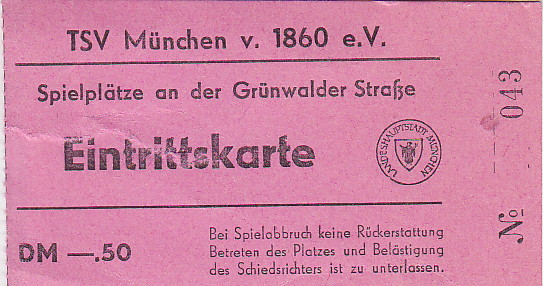 TSV München v. 1860 e.V.
Spielplätze an der Grünwalder Straße
Eintrittskarte
LANDESHAUPTSTADT MÜNCHEN
DM —.50
Bei Spielabbruch keine Rückerstattung
Betreten des Platzes und Belästigung
des Schiedsrichters ist zu unterlassen.
№ 043